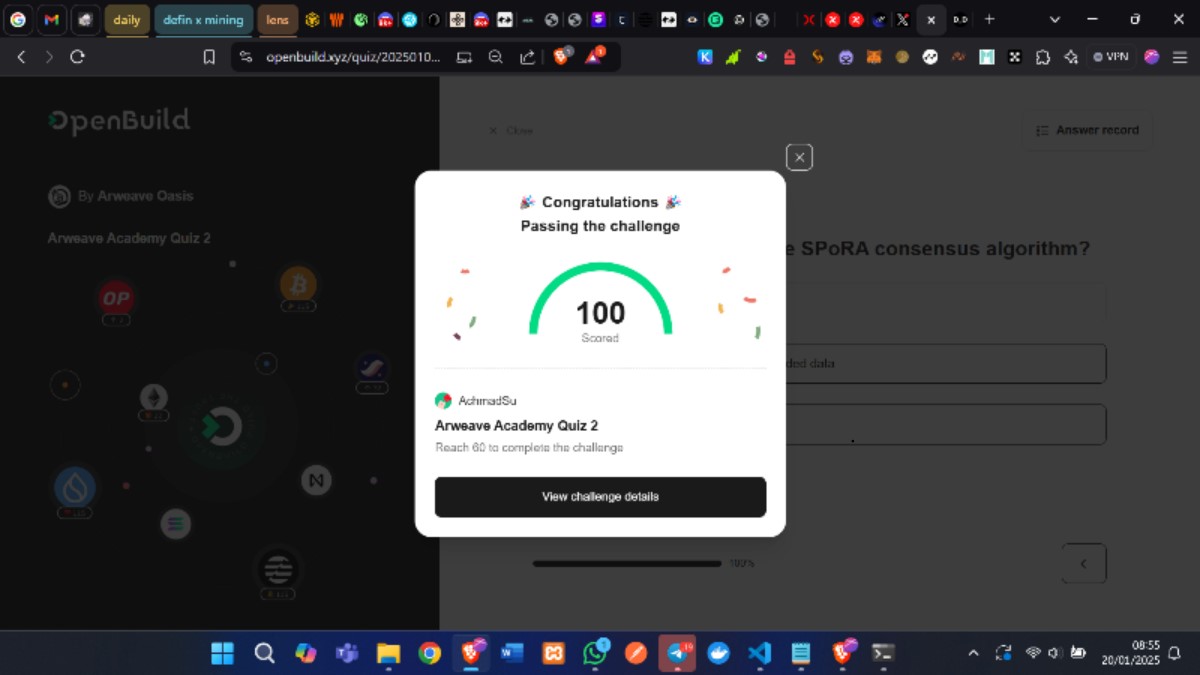 daily
defin x mining
lens
openbuild.xyz/quiz/2025010...
VPN
OpenBuild
Close
Answer record
By Arweave Oasis
Arweave Academy Quiz 2
e SPoRA consensus algorithm?
ded data
100%
Congratulations
Passing the challenge
100
Scored
AchmadSu
Arweave Academy Quiz 2
Reach 60 to complete the challenge
View challenge details
OP
08:55
20/01/2025